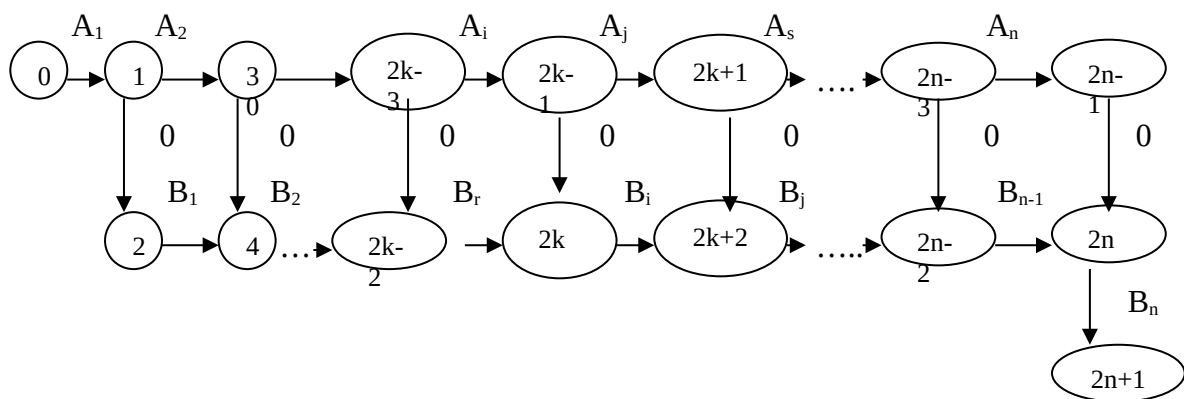 A1 A2 Ai Aj As An
0 1 3 2k-3 2k-1 2k+1 …. 2n-3 2n-1
0
0 0 0 0 0 0 0
B1 B2 Br Bi Bj Bn-1
2 4 … 2k-2 2k 2k+2 ….. 2n-2 2n
Bn
2n+1